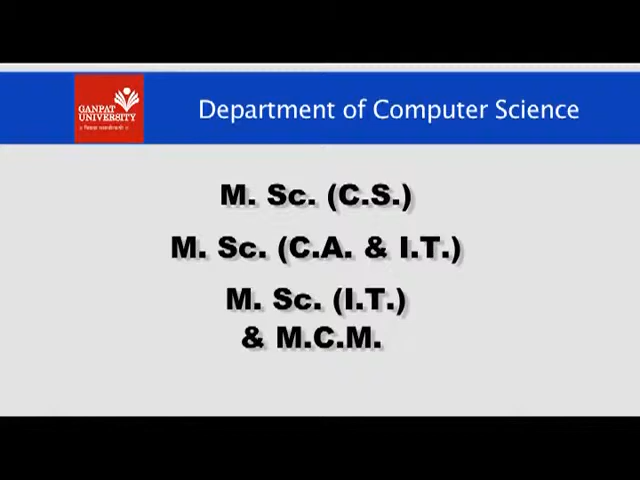 GANPAT
UNIVERSITY
Department of Computer Science
M. Sc. (C.S.)
M. Sc. (C.A. & I.T.)
M. Sc. (I.T.)
& M.C.M.